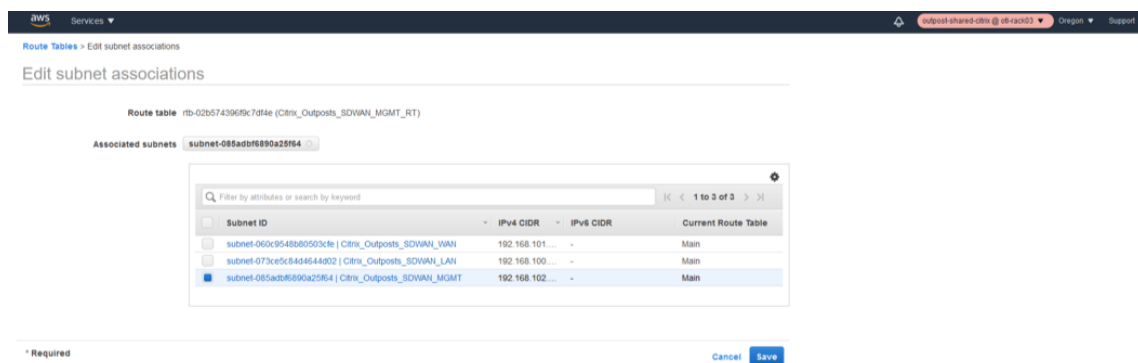 aws Services ▼ outpost-shared-citrix @ otl-rack03 ▼ Oregon ▼ Support
Route Tables > Edit subnet associations
Edit subnet associations
Route table rtb-02b574396f9c7df4e (Citrix_Outposts_SDWAN_MGMT_RT)
Associated subnets subnet-085adbf6890a25f64
Filter by attributes or search by keyword 1 to 3 of 3
Subnet ID IPv4 CIDR IPv6 CIDR Current Route Table
subnet-060c9548b80503cfe | Citrix_Outposts_SDWAN_WAN 192.168.101.... - Main
subnet-073ce5c84d4644d02 | Citrix_Outposts_SDWAN_LAN 192.168.100.... - Main
subnet-085adbf6890a25f64 | Citrix_Outposts_SDWAN_MGMT 192.168.102.... - Main
* Required Cancel Save